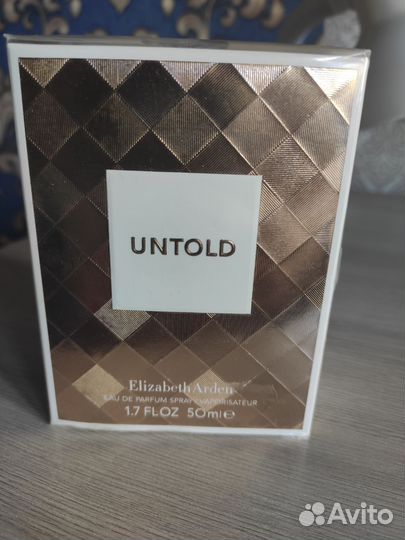 UNTOLD
Elizabeth Arden
EAU DE PARFUM SPRAY VAPORISATEUR
1.7 FL OZ 50ml e
Avito